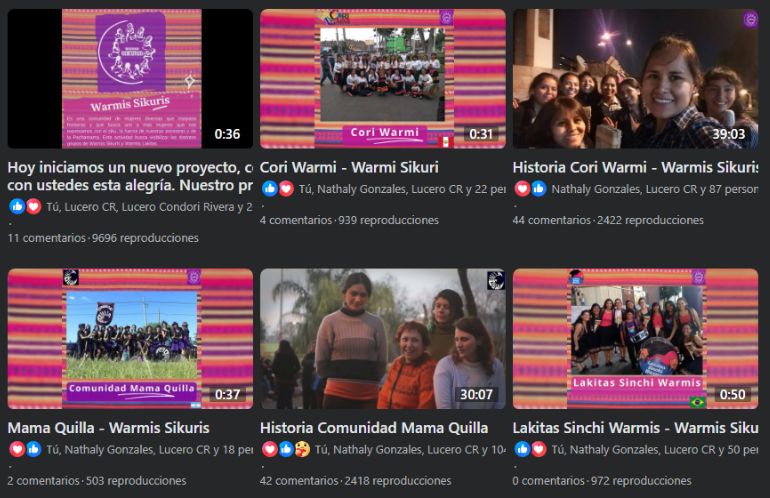 Warmis Sikuris
0:36
CORI
Cori Warmi
0:31
39:03
Hoy iniciamos un nuevo proyecto, c
con ustedes esta alegría. Nuestro pr
Tú, Lucero CR, Lucero Condori Rivera y 2
.
11 comentarios · 9696 reproducciones
Cori Warmi - Warmi Sikuri
Tú, Nathaly Gonzales, Lucero CR y 22 per
.
4 comentarios · 939 reproducciones
Historia Cori Warmi - Warmis Sikuris
Nathaly Gonzales, Lucero CR y 87 person
.
44 comentarios · 2422 reproducciones
Comunidad Mama Quilla
0:37
30:07
Lakitas Sinchi Warmis
0:50
Mama Quilla - Warmis Sikuris
Tú, Nathaly Gonzales, Lucero CR y 18 per
.
2 comentarios · 503 reproducciones
Historia Comunidad Mama Quilla
Tú, Nathaly Gonzales, Lucero CR y 10
.
42 comentarios · 2418 reproducciones
Lakitas Sinchi Warmis - Warmis Siku
Tú, Nathaly Gonzales, Lucero CR y 50 per
.
0 comentarios · 972 reproducciones